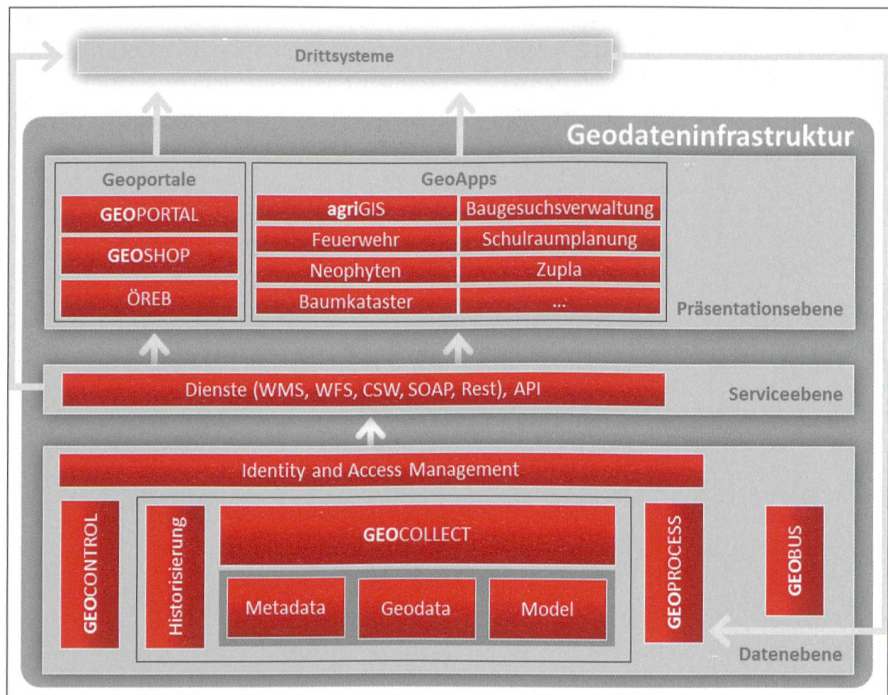 Drittsysteme
Geodateninfrastruktur
Geoportale
GEOPORTAL
GEOSHOP
ÖREB
GeoApps
agriGIS
Baugesuchsverwaltung
Feuerwehr
Schulraumplanung
Neophyten
Zupla
Baumkataster
...
Präsentationsebene
Dienste (WMS, WFS, CSW, SOAP, Rest), API
Serviceebene
Identity and Access Management
GEOCONTROL
Historisierung
GEOCOLLECT
Metadata
Geodata
Model
GEOPROCESS
GEOBUS
Datenebene